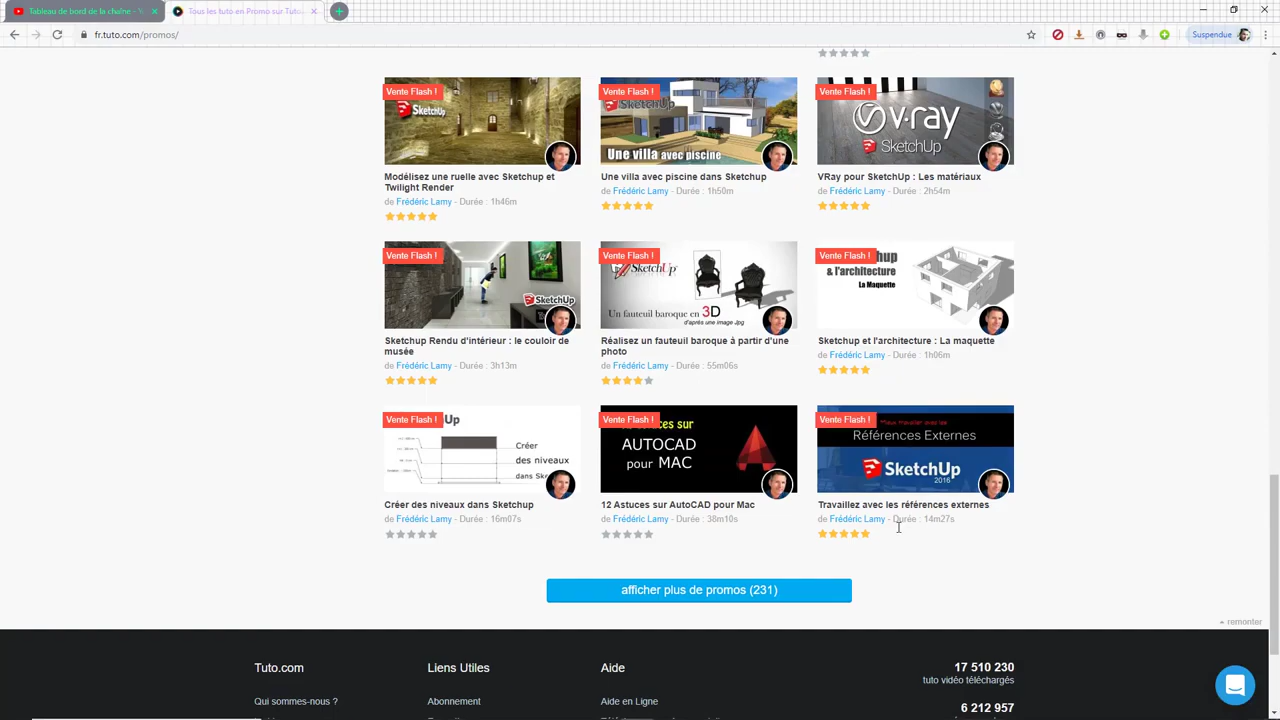 Tableau de bord de la chaîne -
Tous les tuto en Promo sur Tuto
fr.tuto.com/promos/
Suspendue
Vente Flash !
SketchUp
Modélisez une ruelle avec Sketchup et
Twilight Render
de Frédéric Lamy - Durée : 1h46m
Vente Flash !
SketchUp
Une villa avec piscine
Une villa avec piscine dans Sketchup
de Frédéric Lamy - Durée : 1h50m
Vente Flash !
v·ray
SketchUp
VRay pour SketchUp : Les matériaux
de Frédéric Lamy - Durée : 2h54m
Vente Flash !
SketchUp
Sketchup Rendu d'intérieur : le couloir de
musée
de Frédéric Lamy - Durée : 3h13m
Vente Flash !
SketchUp
Un fauteuil baroque en 3D
d'après une image Jpg
Réalisez un fauteuil baroque à partir d'une
photo
de Frédéric Lamy - Durée : 55m06s
Vente Flash !
hup
& l'architecture
La Maquette
Sketchup et l'architecture : La maquette
de Frédéric Lamy - Durée : 1h06m
Vente Flash !
Up
Créer
des niveaux
dans Sk
Créer des niveaux dans Sketchup
de Frédéric Lamy - Durée : 16m07s
Vente Flash !
sur
AUTOCAD
pour MAC
12 Astuces sur AutoCAD pour Mac
de Frédéric Lamy - Durée : 38m10s
Vente Flash !
Références Externes
SketchUp
2016
Travaillez avec les références externes
de Frédéric Lamy - Durée : 14m27s
afficher plus de promos (231)
remonter
Tuto.com
Liens Utiles
Aide
17 510 230
tuto vidéo téléchargés
Qui sommes-nous ?
Abonnement
Aide en Ligne
6 212 957